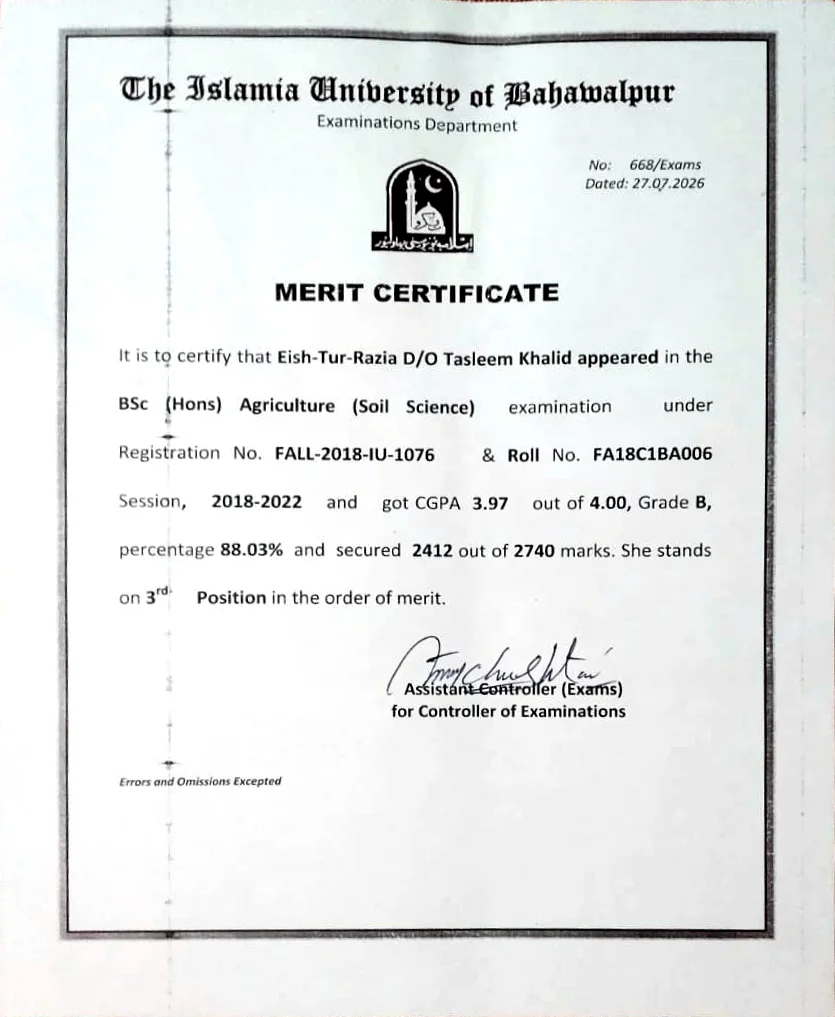 The Islamia University of Bahawalpur
Examinations Department
No: 668/Exams
Dated: 27.07.2026
اسلامیہ یونیورسٹی بہاولپور
MERIT CERTIFICATE
It is to certify that Eish-Tur-Razia D/O Tasleem Khalid appeared in the
BSc (Hons) Agriculture (Soil Science) examination under
Registration No. FALL-2018-IU-1076 & Roll No. FA18C1BA006
Session, 2018-2022 and got CGPA 3.97 out of 4.00, Grade B,
percentage 88.03% and secured 2412 out of 2740 marks. She stands
on 3rd Position in the order of merit.
Assistant Controller (Exams)
for Controller of Examinations
Errors and Omissions Excepted